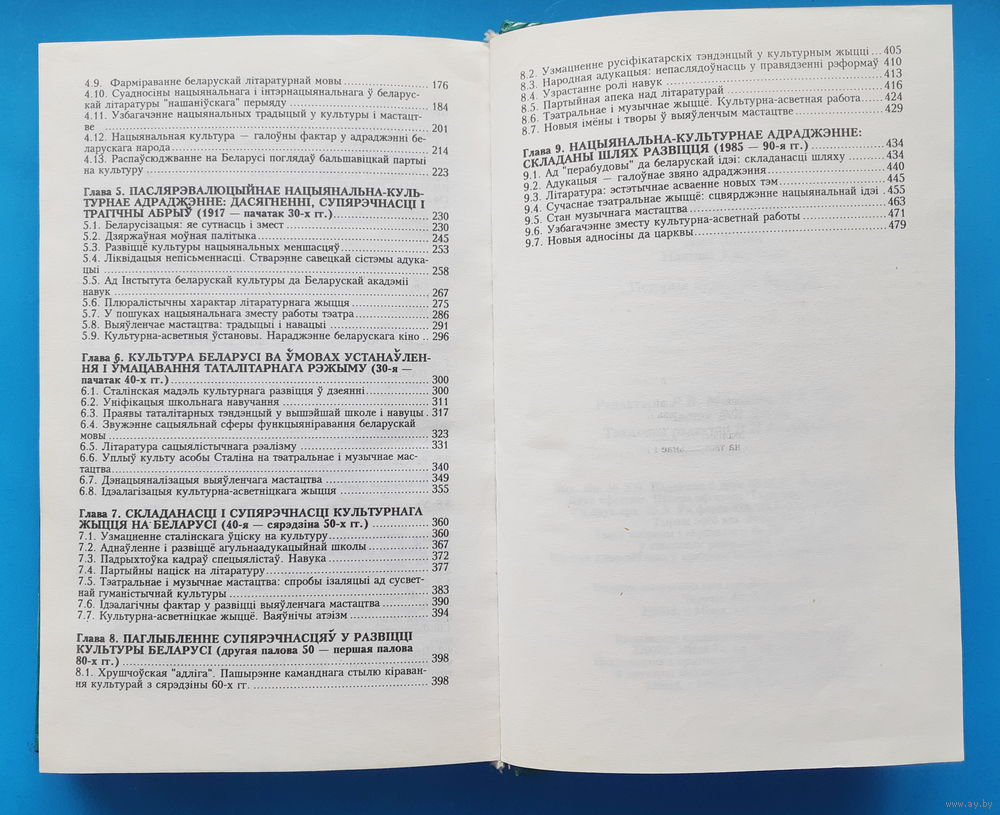 4.9. Фарміраванне беларускай літаратурнай мовы ..... 176
4.10. Суадносіны нацыянальнага і інтэрнацыянальнага ў беларус-
кай літаратуры "нашаніўскага" перыяду ..... 184
4.11. Узбагачэнне нацыянальных традыцый у культуры і мастацт-
ве ..... 201
4.12. Нацыянальная культура — галоўны фактар у адраджэнні бе-
ларускага народа ..... 214
4.13. Распаўсюджванне на Беларусі поглядаў бальшавіцкай партыі
на культуру ..... 223
Глава 5. ПАСЛЯРЭВАЛЮЦЫЙНАЕ НАЦЫЯНАЛЬНА-КУЛЬ-
ТУРНАЕ АДРАДЖЭННЕ: ДАСЯГНЕННІ, СУПЯРЭЧНАСЦІ І
ТРАГІЧНЫ АБРЫЎ (1917 — пачатак 30-х гг.) ..... 230
5.1. Беларусізацыя: яе сутнасць і змест ..... 230
5.2. Дзяржаўная моўная палітыка ..... 245
5.3. Развіццё культуры нацыянальных меншасцяў ..... 253
5.4. Ліквідацыя непісьменнасці. Стварэнне савецкай сістэмы адука-
цыі ..... 258
5.5. Ад Інстытута беларускай культуры да Беларускай акадэміі
навук ..... 267
5.6. Плюралістычны характар літаратурнага жыцця ..... 275
5.7. У пошуках нацыянальнага зместу работы тэатра ..... 286
5.8. Выяўленчае мастацтва: традыцыі і навацыі ..... 291
5.9. Культурна-асветныя ўстановы. Нараджэнне беларускага кіно .. 296
Глава 6. КУЛЬТУРА БЕЛАРУСІ ВА ЎМОВАХ УСТАНАЎЛЕН-
НЯ І ЎМАЦАВАННЯ ТАТАЛІТАРНАГА РЭЖЫМУ (30-я —
пачатак 40-х гг.) ..... 300
6.1. Сталінская мадэль культурнага развіцця ў дзеянні ..... 300
6.2. Уніфікацыя школьнага навучання ..... 311
6.3. Праявы таталітарных тэндэнцый у вышэйшай школе і навуцы . 317
6.4. Звужэнне сацыяльнай сферы функцыяніравання беларускай
мовы ..... 323
6.5. Літаратура сацыялістычнага рэалізму ..... 331
6.6. Уплыў культу асобы Сталіна на тэатральнае і музычнае мас-
тацтва ..... 340
6.7. Дэнацыяналізацыя выяўленчага мастацтва ..... 349
6.8. Ідэалагізацыя культурна-асветніцкага жыцця ..... 355
Глава 7. СКЛАДАНАСЦІ І СУПЯРЭЧНАСЦІ КУЛЬТУРНАГА
ЖЫЦЦЯ НА БЕЛАРУСІ (40-я — сярэдзіна 50-х гг.) ..... 360
7.1. Узмацненне сталінскага ўціску на культуру ..... 360
7.2. Аднаўленне і развіццё агульнаадукацыйнай школы ..... 367
7.3. Падрыхтоўка кадраў спецыялістаў. Навука ..... 372
7.4. Партыйны націск на літаратуру ..... 377
7.5. Тэатральнае і музычнае мастацтва: спробы ізаляцыі ад сусвет-
най гуманістычнай культуры ..... 383
7.6. Ідэалагічны фактар у развіцці выяўленчага мастацтва ..... 390
7.7. Культурна-асветніцкае жыццё. Ваяўнічы атэізм ..... 394
Глава 8. ПАГЛЫБЛЕННЕ СУПЯРЭЧНАСЦЯЎ У РАЗВІЦЦІ
КУЛЬТУРЫ БЕЛАРУСІ (другая палова 50 — першая палова
80-х гг.) ..... 398
8.1. Хрушчоўская "адліга". Пашырэнне каманднага стылю кіраван-
ня культурай з сярэдзіны 60-х гг. ..... 398
8.2. Узмацненне русіфікатарскіх тэндэнцый у культурным жыцці ... 405
8.3. Народная адукацыя: непаслядоўнасць у правядзенні рэформаў 410
8.4. Узрастанне ролі навук ..... 413
8.5. Партыйная апека над літаратурай ..... 416
8.6. Тэатральнае і музычнае жыццё. Культурна-асветная работа ..... 424
8.7. Новыя імёны і творы ў выяўленчым мастацтве ..... 429
Глава 9. НАЦЫЯНАЛЬНА-КУЛЬТУРНАЕ АДРАДЖЭННЕ:
СКЛАДАНЫ ШЛЯХ РАЗВІЦЦЯ (1985 — 90-я гг.) ..... 434
9.1. Ад "перабудовы" да беларускай ідэі: складанасці шляху ..... 434
9.2. Адукацыя — галоўнае звяно адраджэння ..... 440
9.3. Літаратура: эстэтычнае асваенне новых тэм ..... 445
9.4. Сучаснае тэатральнае жыццё: сцвярджэнне нацыянальнай ідэі . 455
9.5. Стан музычнага мастацтва ..... 463
9.6. Узбагачэнне зместу культурна-асветнай работы ..... 471
9.7. Новыя адносіны да царквы ..... 479
www.ay.by